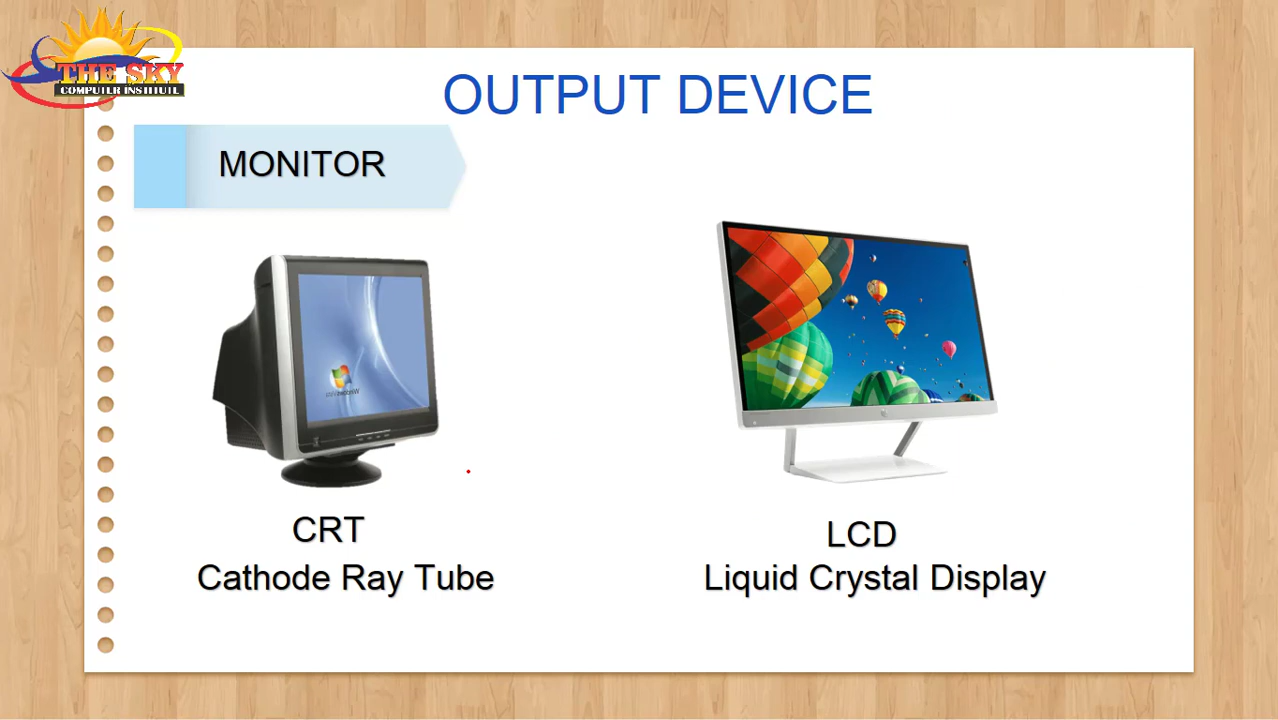 THE SKY
COMPUTER INSTITUTE
OUTPUT DEVICE
MONITOR
CRT
Cathode Ray Tube
LCD
Liquid Crystal Display